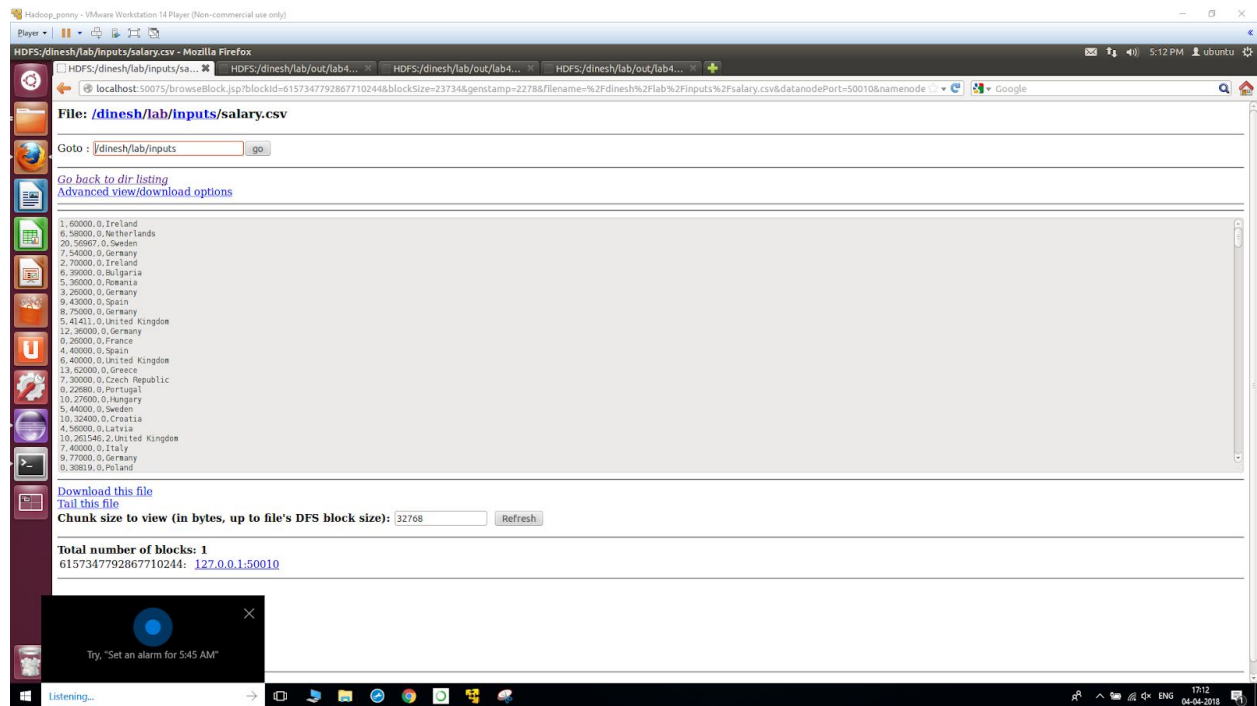 Hadoop_ponny - VMware Workstation 14 Player (Non-commercial use only)
Player
HDFS:/dinesh/lab/inputs/salary.csv - Mozilla Firefox
5:12 PM ubuntu
HDFS:/dinesh/lab/inputs/sa... HDFS:/dinesh/lab/out/lab4... HDFS:/dinesh/lab/out/lab4... HDFS:/dinesh/lab/out/lab4...
localhost:50075/browseBlock.jsp?blockId=6157347792867710244&blockSize=23734&genstamp=2278&filename=%2Fdinesh%2Flab%2Finputs%2Fsalary.csv&datanodePort=50010&namenode Google
File: /dinesh/lab/inputs/salary.csv
Goto : /dinesh/lab/inputs go
Go back to dir listing
Advanced view/download options
1,60000.0,Ireland
6,58000.0,Netherlands
20,56967.0,Sweden
7,54000.0,Germany
2,70000.0,Ireland
6,39000.0,Bulgaria
5,36000.0,Romania
3,26000.0,Germany
9,43000.0,Spain
8,75000.0,Germany
5,41411.0,United Kingdom
12,36000.0,Germany
0,26000.0,France
4,40000.0,Spain
6,40000.0,United Kingdom
13,62000.0,Greece
7,30000.0,Czech Republic
0,22680.0,Portugal
10,27600.0,Hungary
5,44000.0,Sweden
10,32400.0,Croatia
4,56000.0,Latvia
10,261546.2,United Kingdom
7,40000.0,Italy
9,77000.0,Germany
0,30819.0,Poland
Download this file
Tail this file
Chunk size to view (in bytes, up to file's DFS block size): 32768 Refresh
Total number of blocks: 1
6157347792867710244: 127.0.0.1:50010
Try, "Set an alarm for 5:45 AM"
Listening...
ENG
17:12
04-04-2018